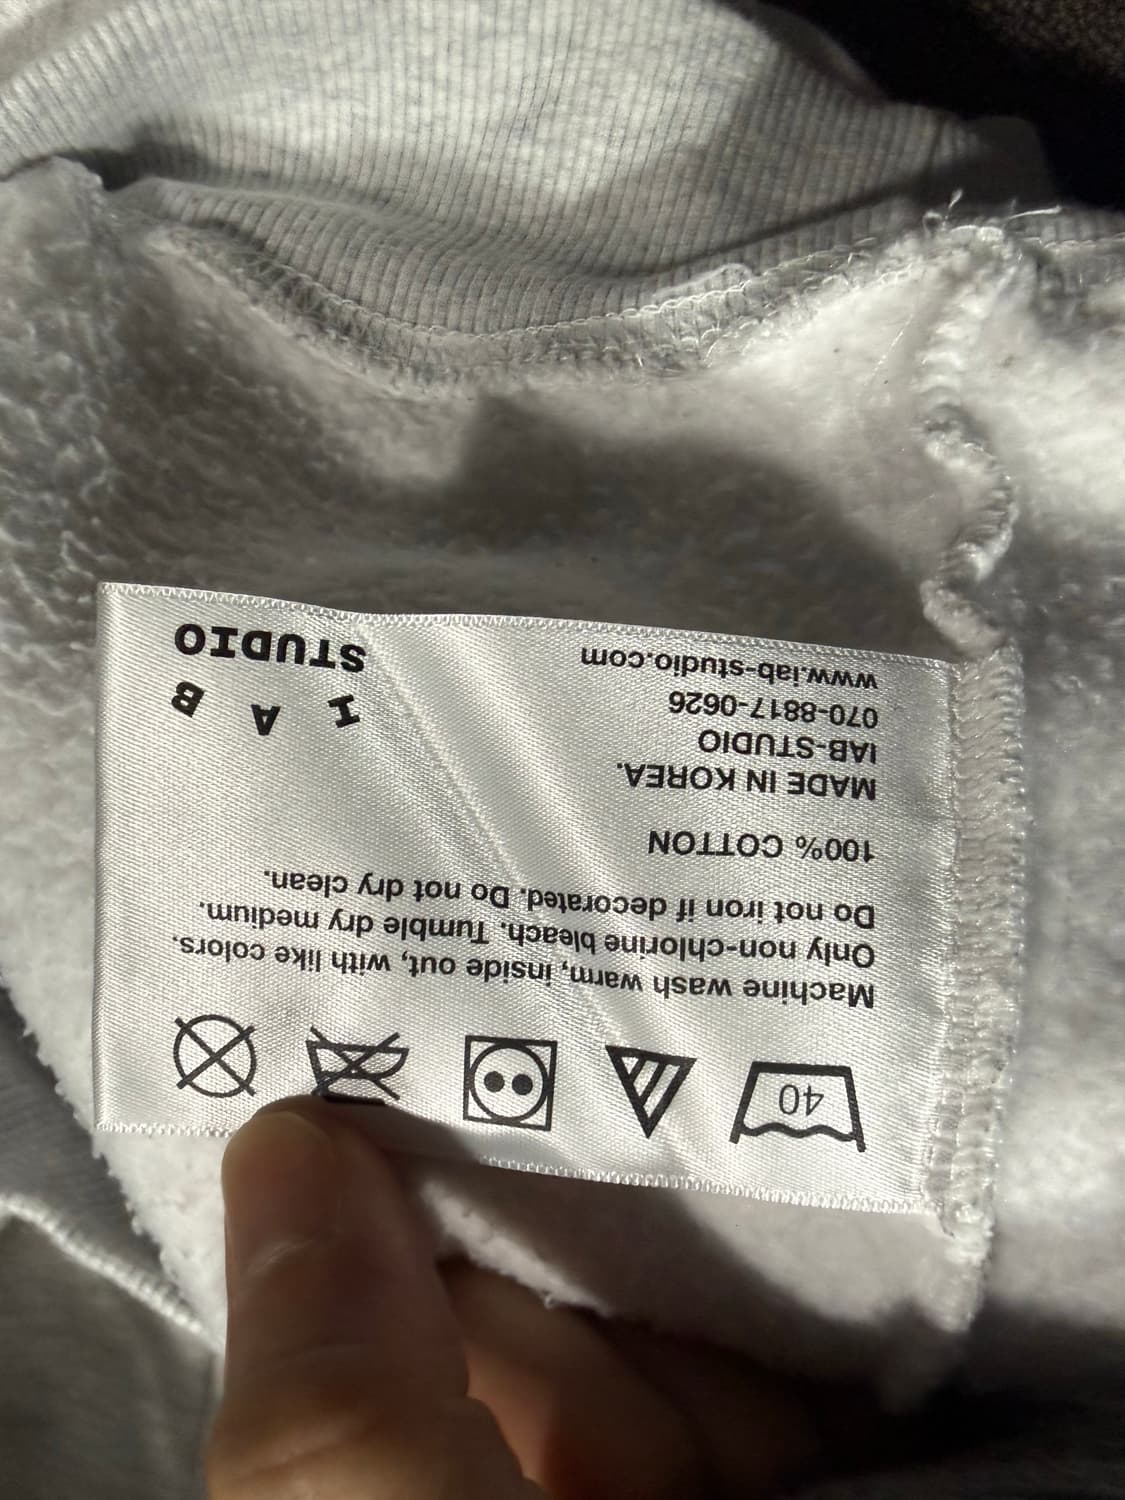 40
Machine wash warm, inside out, with like colors.
Only non-chlorine bleach. Tumble dry medium.
Do not iron if decorated. Do not dry clean.
100% COTTON
MADE IN KOREA.
IAB-STUDIO
070-8817-0626
www.iab-studio.com
I A B
STUDIO